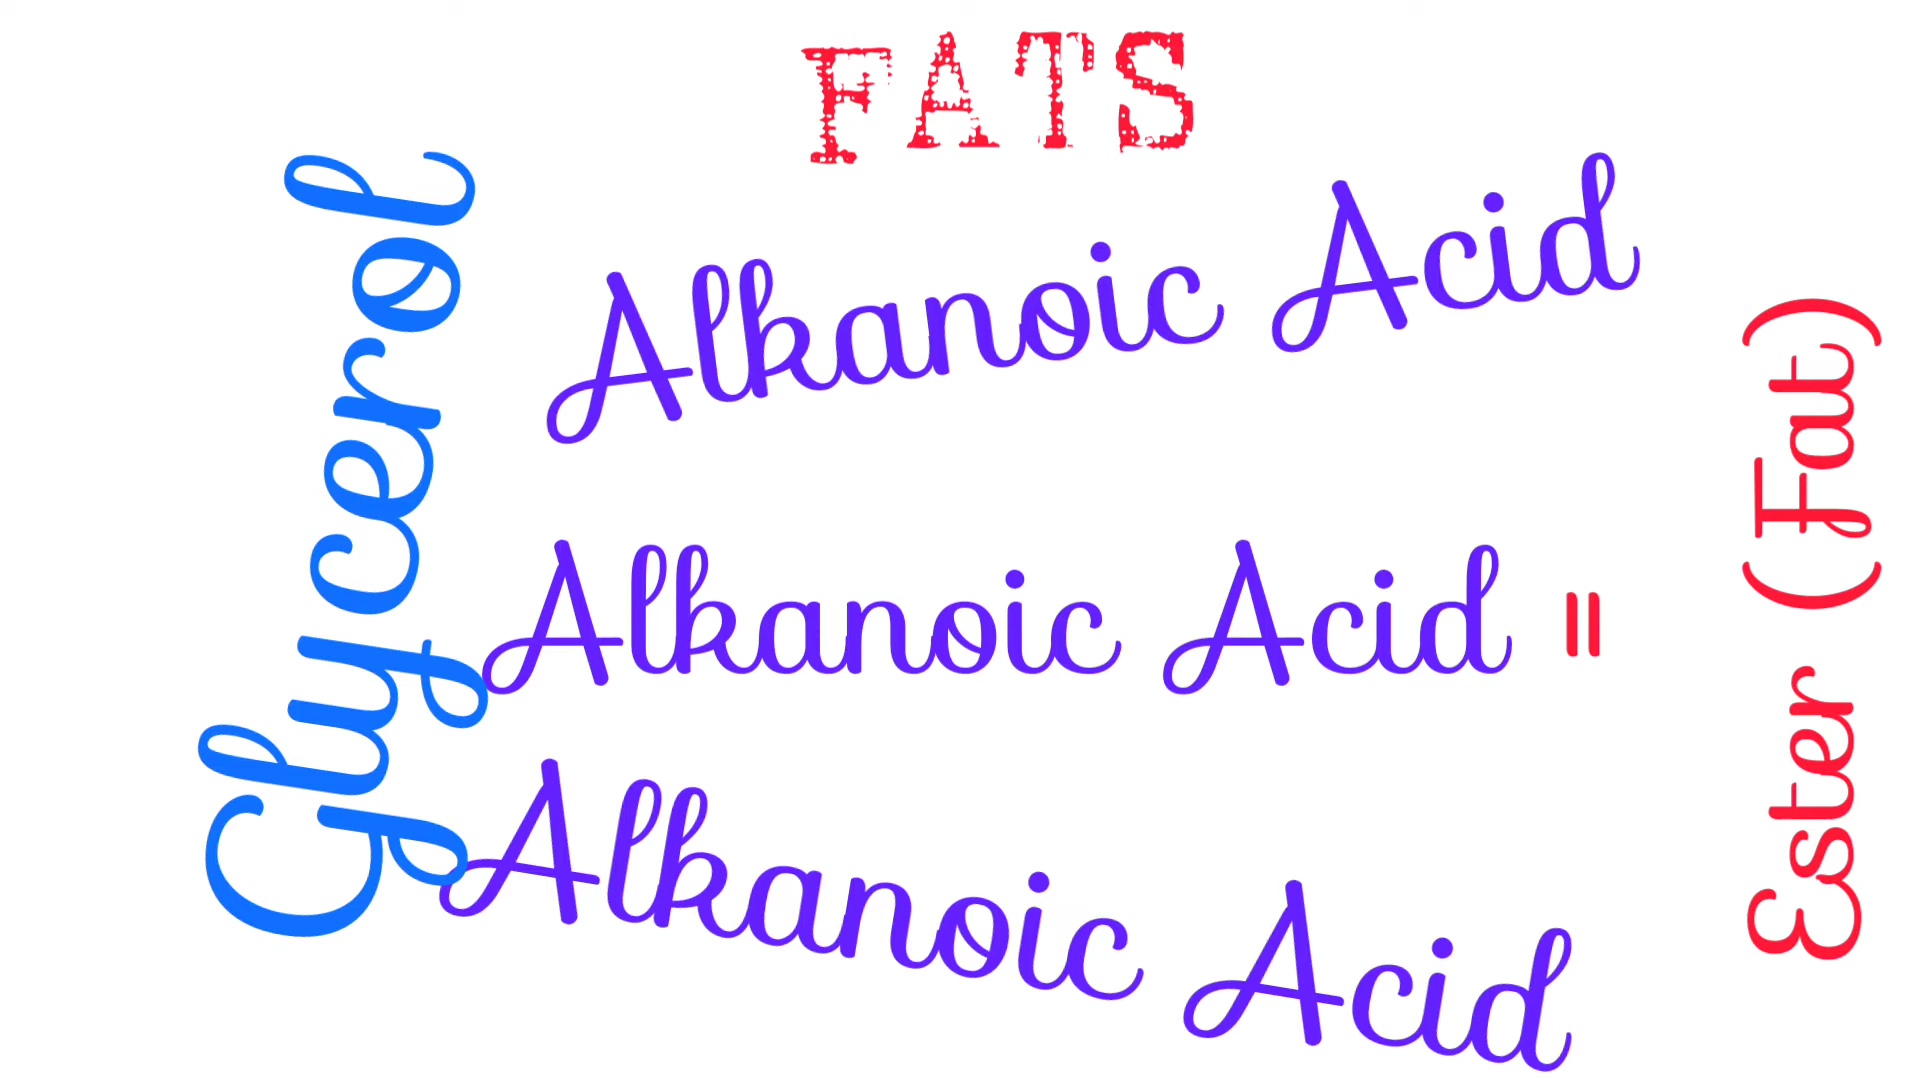 FATS
Glycerol
Alkanoic Acid
Alkanoic Acid =
Alkanoic Acid
Ester (Fat)